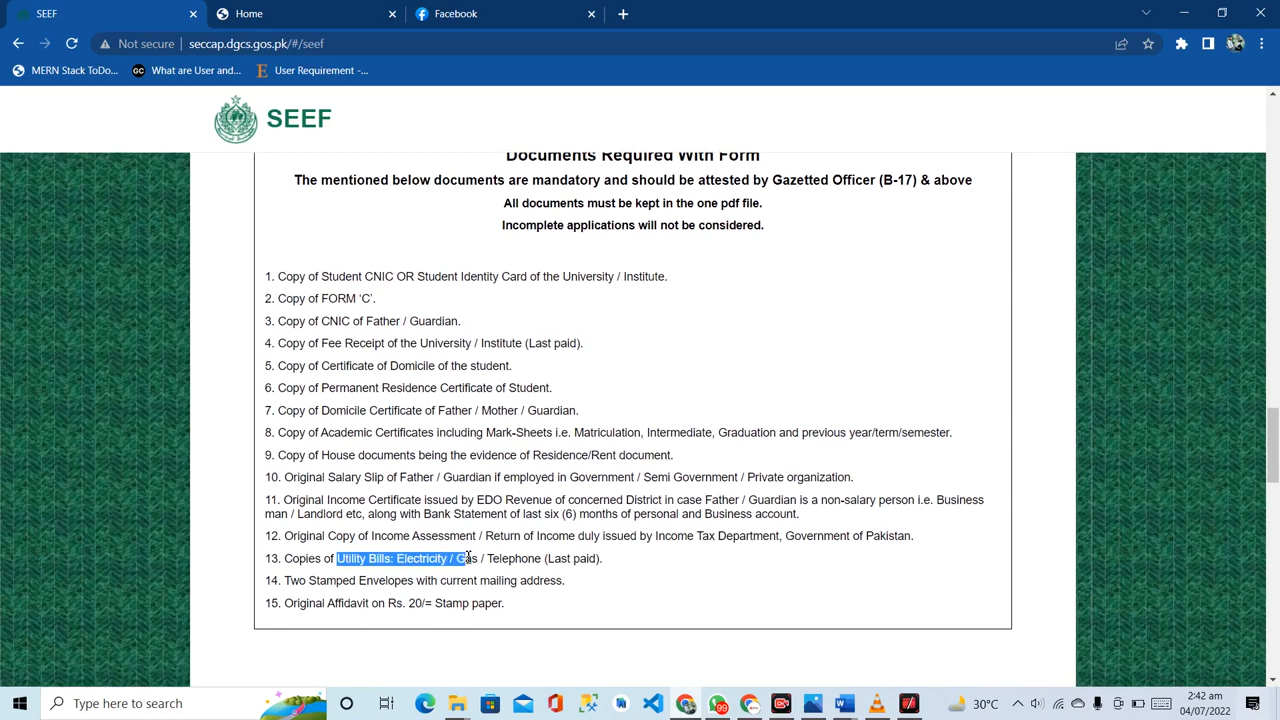 SEEF
Home
Facebook
Not secure
seccap.dgcs.gos.pk/#/seef
MERN Stack ToDo...
GC
What are User and...
E
User Requirement -...
SEEF
Documents Required With Form
The mentioned below documents are mandatory and should be attested by Gazetted Officer (B-17) & above
All documents must be kept in the one pdf file.
Incomplete applications will not be considered.
1. Copy of Student CNIC OR Student Identity Card of the University / Institute.
2. Copy of FORM ‘C’.
3. Copy of CNIC of Father / Guardian.
4. Copy of Fee Receipt of the University / Institute (Last paid).
5. Copy of Certificate of Domicile of the student.
6. Copy of Permanent Residence Certificate of Student.
7. Copy of Domicile Certificate of Father / Mother / Guardian.
8. Copy of Academic Certificates including Mark-Sheets i.e. Matriculation, Intermediate, Graduation and previous year/term/semester.
9. Copy of House documents being the evidence of Residence/Rent document.
10. Original Salary Slip of Father / Guardian if employed in Government / Semi Government / Private organization.
11. Original Income Certificate issued by EDO Revenue of concerned District in case Father / Guardian is a non-salary person i.e. Business
man / Landlord etc, along with Bank Statement of last six (6) months of personal and Business account.
12. Original Copy of Income Assessment / Return of Income duly issued by Income Tax Department, Government of Pakistan.
13. Copies of Utility Bills: Electricity / Gas / Telephone (Last paid).
14. Two Stamped Envelopes with current mailing address.
15. Original Affidavit on Rs. 20/= Stamp paper.
Type here to search
99
30°C
2:42 am
04/07/2022